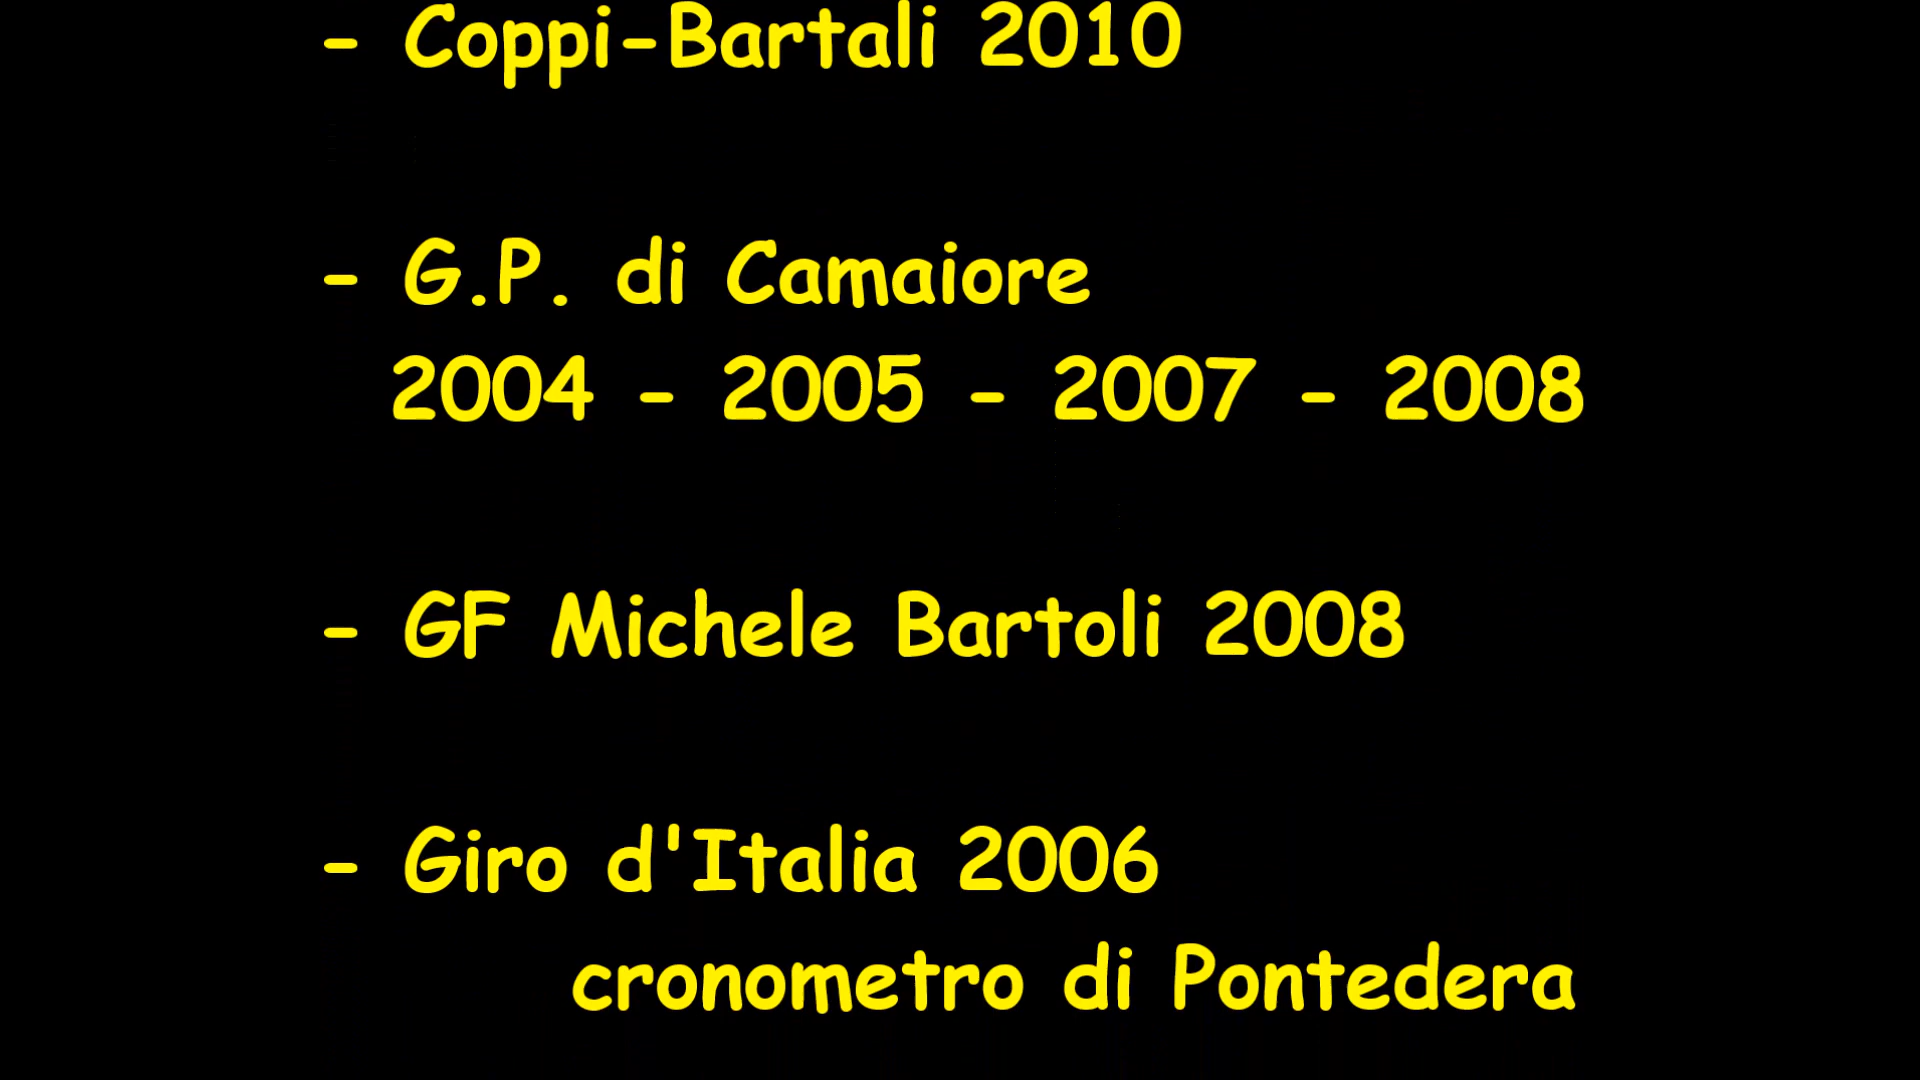 - Coppi-Bartali 2010
- G.P. di Camaiore
2004 - 2005 - 2007 - 2008
- GF Michele Bartoli 2008
- Giro d'Italia 2006
cronometro di Pontedera